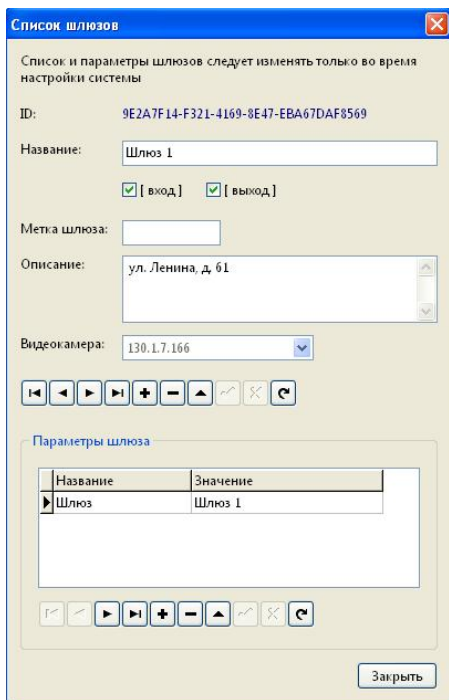 Список шлюзов
Список и параметры шлюзов следует изменять только во время
настройки системы
ID: 9E2A7F14-F321-4169-8E47-EBA67DAF8569
Название: Шлюз 1
[ вход ] [ выход ]
Метка шлюза:
Описание: ул. Ленина, д. 61
Видеокамера: 130.1.7.166
Параметры шлюза
Название Значение
Шлюз Шлюз 1
Закрыть